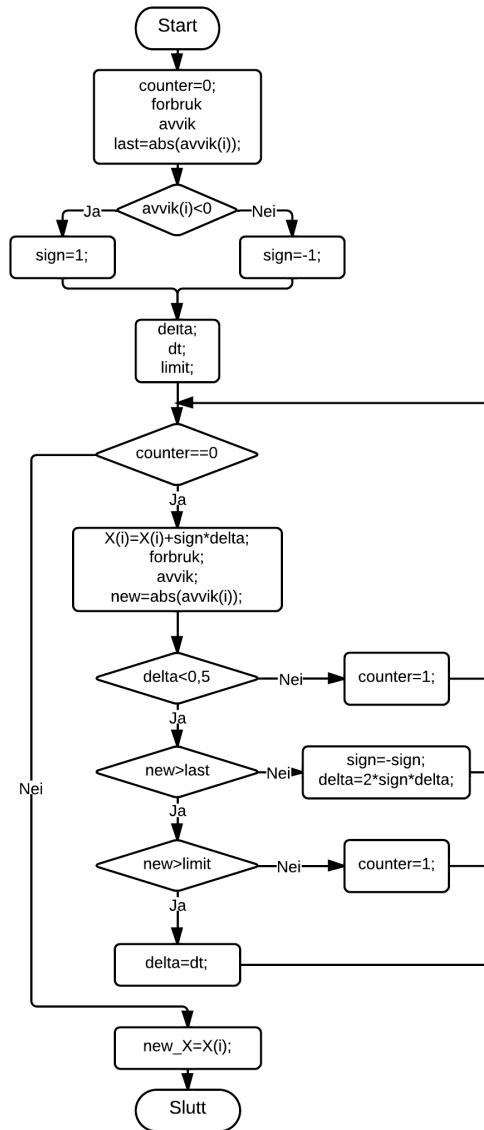 Start
counter=0;
forbruk
avvik
last=abs(avvik(i));
avvik(i)<0
Ja
Nei
sign=1;
sign=-1;
delta;
dt;
limit;
counter==0
Ja
X(i)=X(i)+sign*delta;
forbruk;
avvik;
new=abs(avvik(i));
delta<0,5
Nei
counter=1;
Ja
new>last
Nei
sign=-sign;
delta=2*sign*delta;
Nei
Ja
new>limit
Nei
counter=1;
Ja
delta=dt;
new_X=X(i);
Slutt